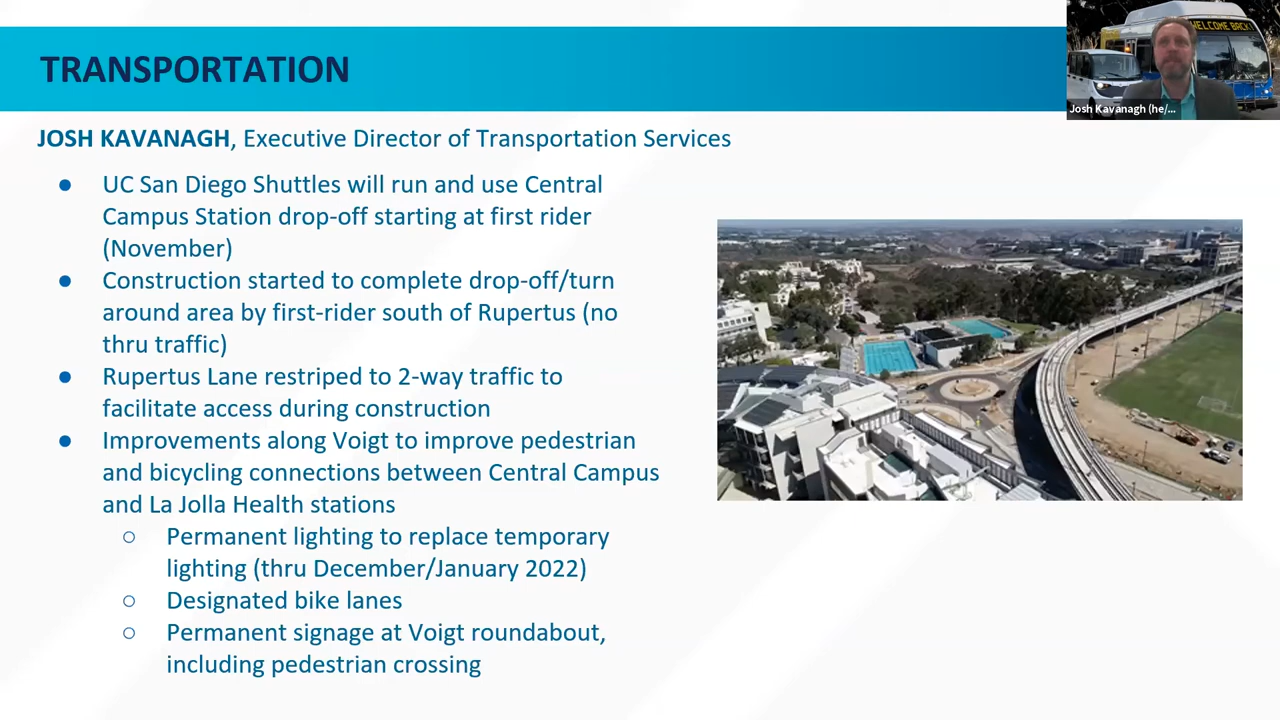 TRANSPORTATION
WELCOME BACK!
Josh Kavanagh (he/...
JOSH KAVANAGH, Executive Director of Transportation Services
● UC San Diego Shuttles will run and use Central
Campus Station drop-off starting at first rider
(November)
● Construction started to complete drop-off/turn
around area by first-rider south of Rupertus (no
thru traffic)
● Rupertus Lane restriped to 2-way traffic to
facilitate access during construction
● Improvements along Voigt to improve pedestrian
and bicycling connections between Central Campus
and La Jolla Health stations
○ Permanent lighting to replace temporary
lighting (thru December/January 2022)
○ Designated bike lanes
○ Permanent signage at Voigt roundabout,
including pedestrian crossing